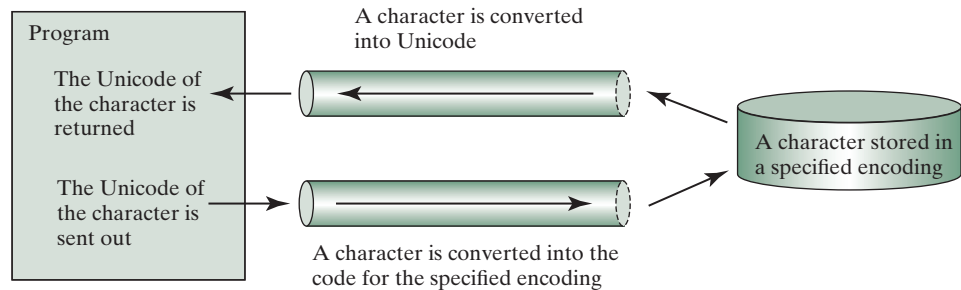 A character is converted
into Unicode
Program
The Unicode of
the character is
returned
A character stored in
a specified encoding
The Unicode of
the character is
sent out
A character is converted into the
code for the specified encoding